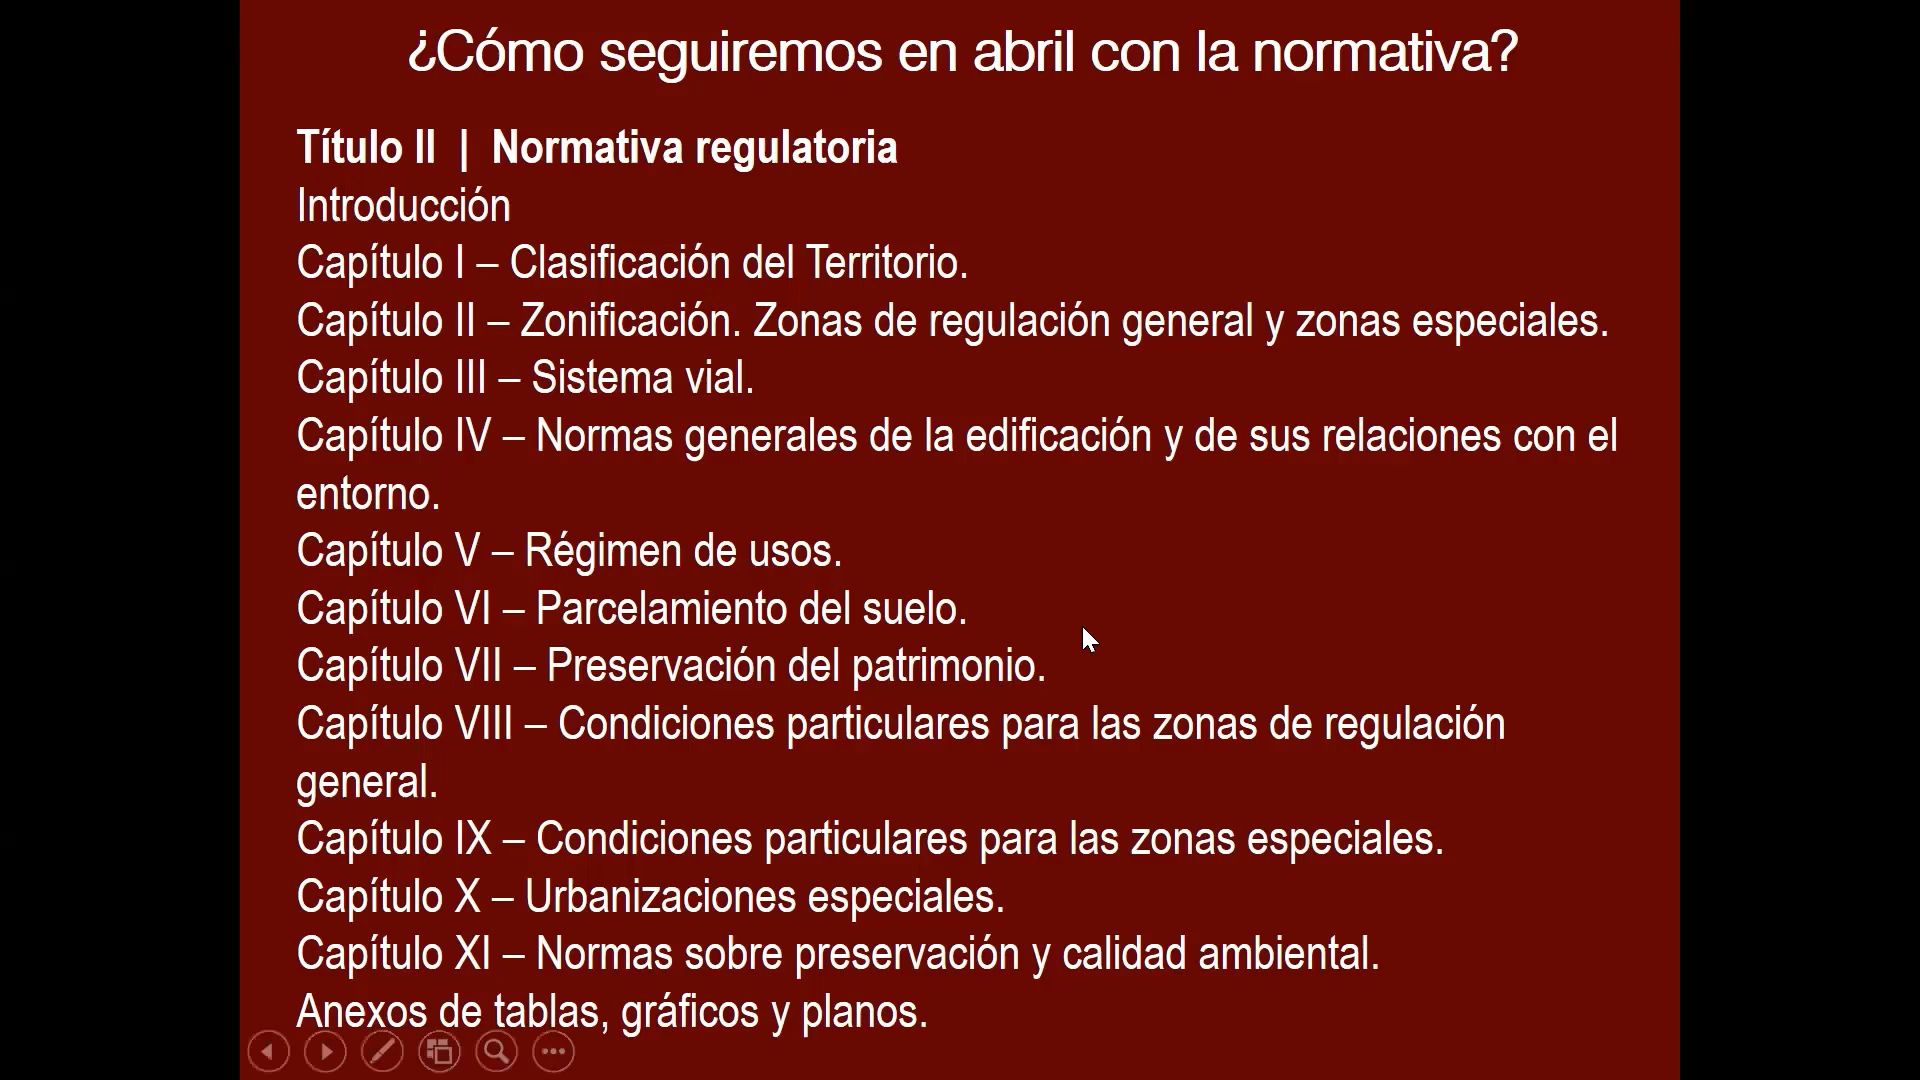 ¿Cómo seguiremos en abril con la normativa?
Título II | Normativa regulatoria
Introducción
Capítulo I – Clasificación del Territorio.
Capítulo II – Zonificación. Zonas de regulación general y zonas especiales.
Capítulo III – Sistema vial.
Capítulo IV – Normas generales de la edificación y de sus relaciones con el
entorno.
Capítulo V – Régimen de usos.
Capítulo VI – Parcelamiento del suelo.
Capítulo VII – Preservación del patrimonio.
Capítulo VIII – Condiciones particulares para las zonas de regulación
general.
Capítulo IX – Condiciones particulares para las zonas especiales.
Capítulo X – Urbanizaciones especiales.
Capítulo XI – Normas sobre preservación y calidad ambiental.
Anexos de tablas, gráficos y planos.